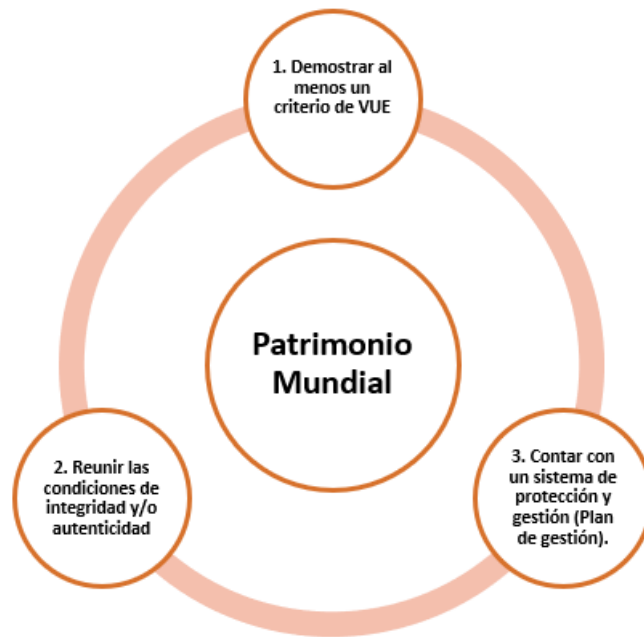 1. Demostrar al
menos un
criterio de VUE
Patrimonio
Mundial
2. Reunir las
condiciones de
integridad y/o
autenticidad
3. Contar con
un sistema de
protección y
gestión (Plan
de gestión).